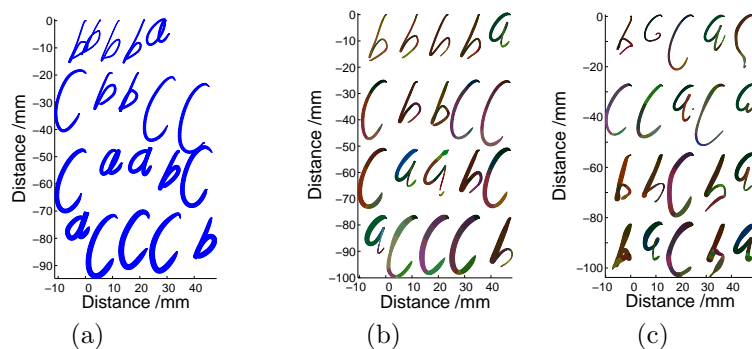 0
−10
−20
−30
−40
−50
−60
−70
−80
−90
Distance /mm
b b b b a
C b b C C
C a a b C
a C C C b
−10 0 10 20 30 40
Distance /mm
(a)
0
−10
−20
−30
−40
−50
−60
−70
−80
−90
−100
Distance /mm
b b b b a
C b b C C
C a a b C
a C C C b
−10 0 10 20 30 40
Distance /mm
(b)
0
−20
−40
−60
−80
−100
Distance /mm
b C a
C C a C a
b b C b a
b a C b a
−10 0 10 20 30 40
Distance /mm
(c)